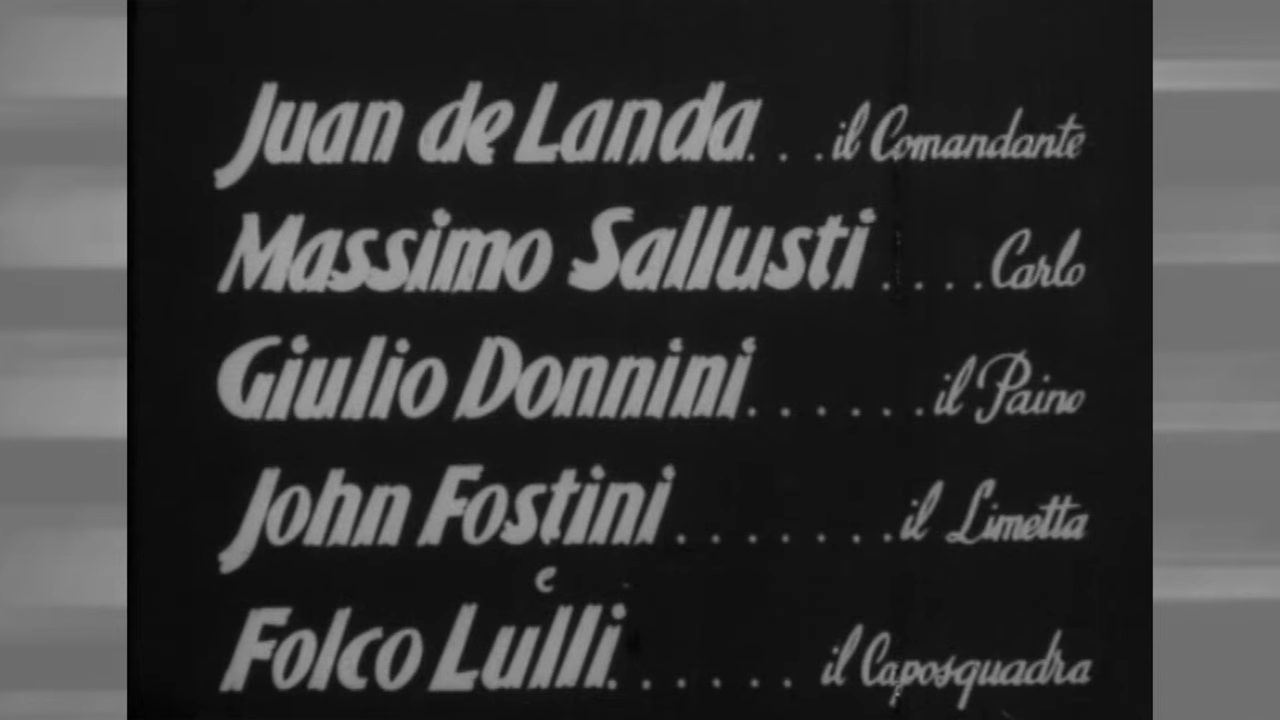 Juan de Landa. . . .il Comandante
Massimo Sallusti . . . .Carlo
Giulio Donnini. . . . . .il Paino
John Fostini. . . . . . . .il Limetta
e
Folco Lulli. . . . . . il Caposquadra